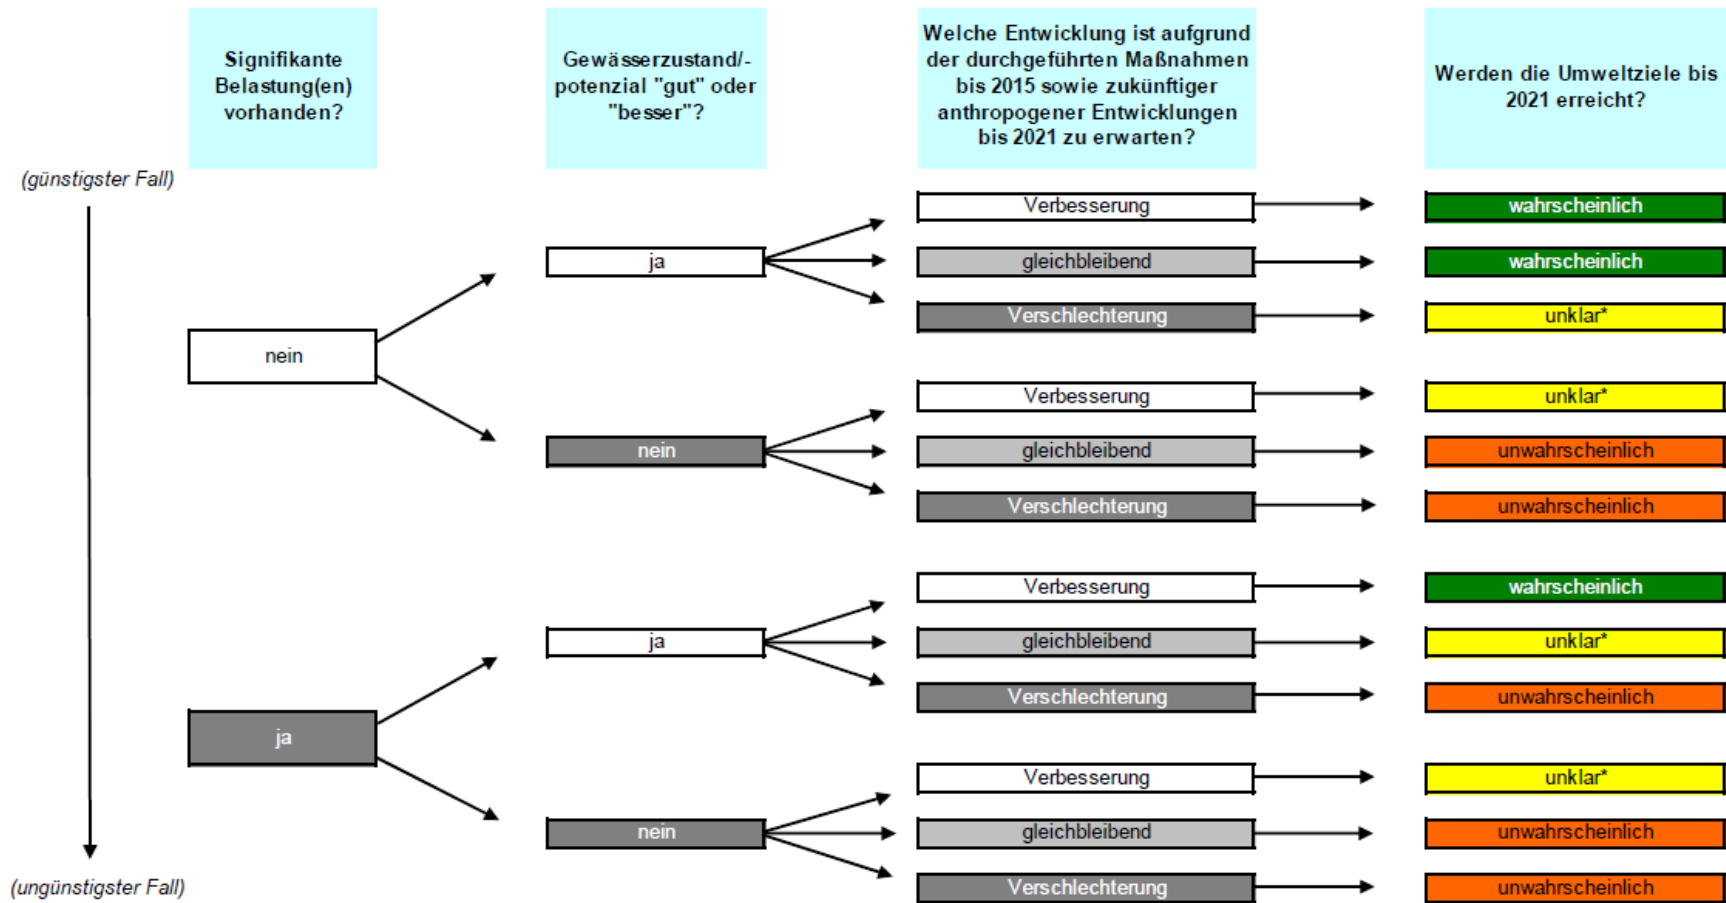 Signifikante
Belastung(en)
vorhanden?
Gewässerzustand/-
potenzial "gut" oder
"besser"?
Welche Entwicklung ist aufgrund
der durchgeführten Maßnahmen
bis 2015 sowie zukünftiger
anthropogener Entwicklungen
bis 2021 zu erwarten?
Werden die Umweltziele bis
2021 erreicht?
(günstigster Fall)
Verbesserung
wahrscheinlich
ja
gleichbleibend
wahrscheinlich
Verschlechterung
unklar*
nein
Verbesserung
unklar*
nein
gleichbleibend
unwahrscheinlich
Verschlechterung
unwahrscheinlich
Verbesserung
wahrscheinlich
ja
gleichbleibend
unklar*
Verschlechterung
unwahrscheinlich
ja
Verbesserung
unklar*
nein
gleichbleibend
unwahrscheinlich
Verschlechterung
unwahrscheinlich
(ungünstigster Fall)